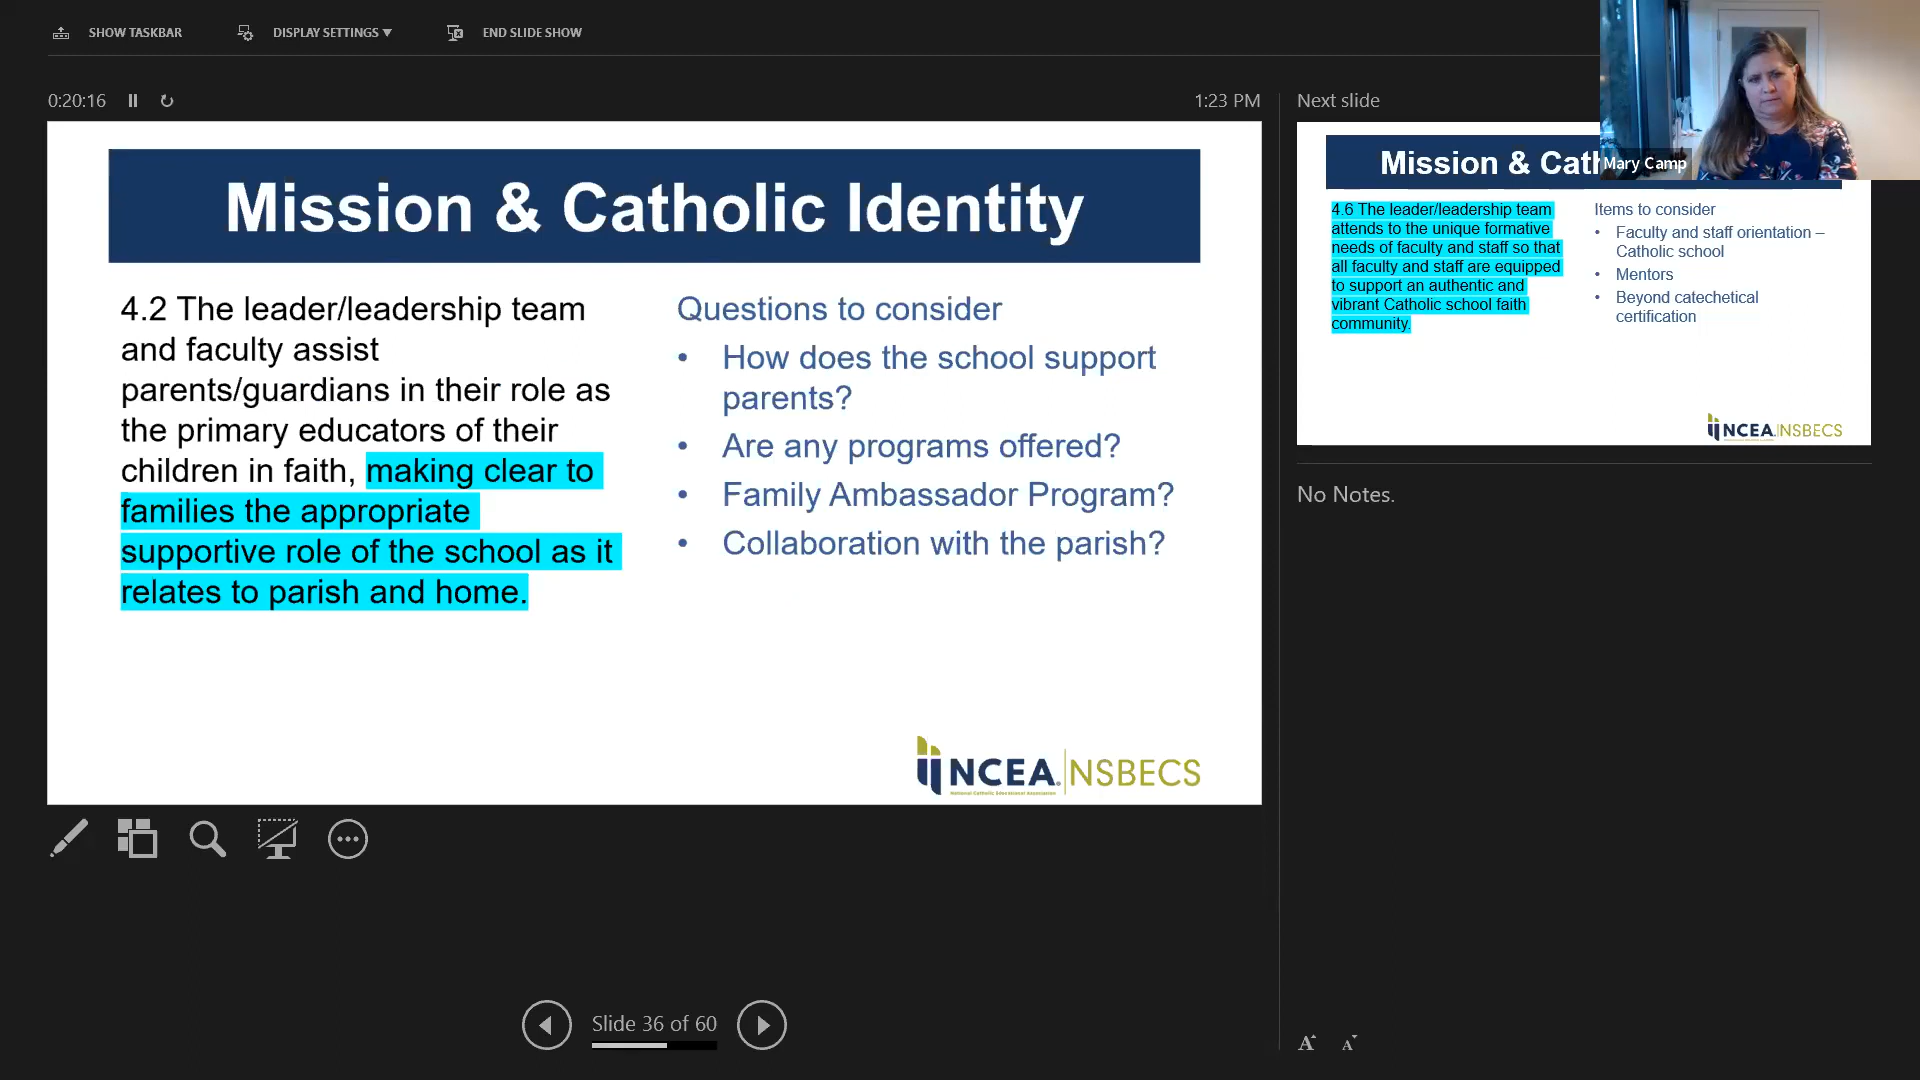 SHOW TASKBAR
DISPLAY SETTINGS ▼
END SLIDE SHOW
0:20:16
1:23 PM
Mission & Catholic Identity
4.2 The leader/leadership team
and faculty assist
parents/guardians in their role as
the primary educators of their
children in faith, making clear to
families the appropriate
supportive role of the school as it
relates to parish and home.
Questions to consider
• How does the school support
parents?
• Are any programs offered?
• Family Ambassador Program?
• Collaboration with the parish?
NCEA. NSBECS
National Catholic Educational Association
Slide 36 of 60
Next slide
Mission & Cath
Mary Camp
4.6 The leader/leadership team
attends to the unique formative
needs of faculty and staff so that
all faculty and staff are equipped
to support an authentic and
vibrant Catholic school faith
community.
Items to consider
• Faculty and staff orientation –
Catholic school
• Mentors
• Beyond catechetical
certification
NCEA. NSBECS
No Notes.
A A